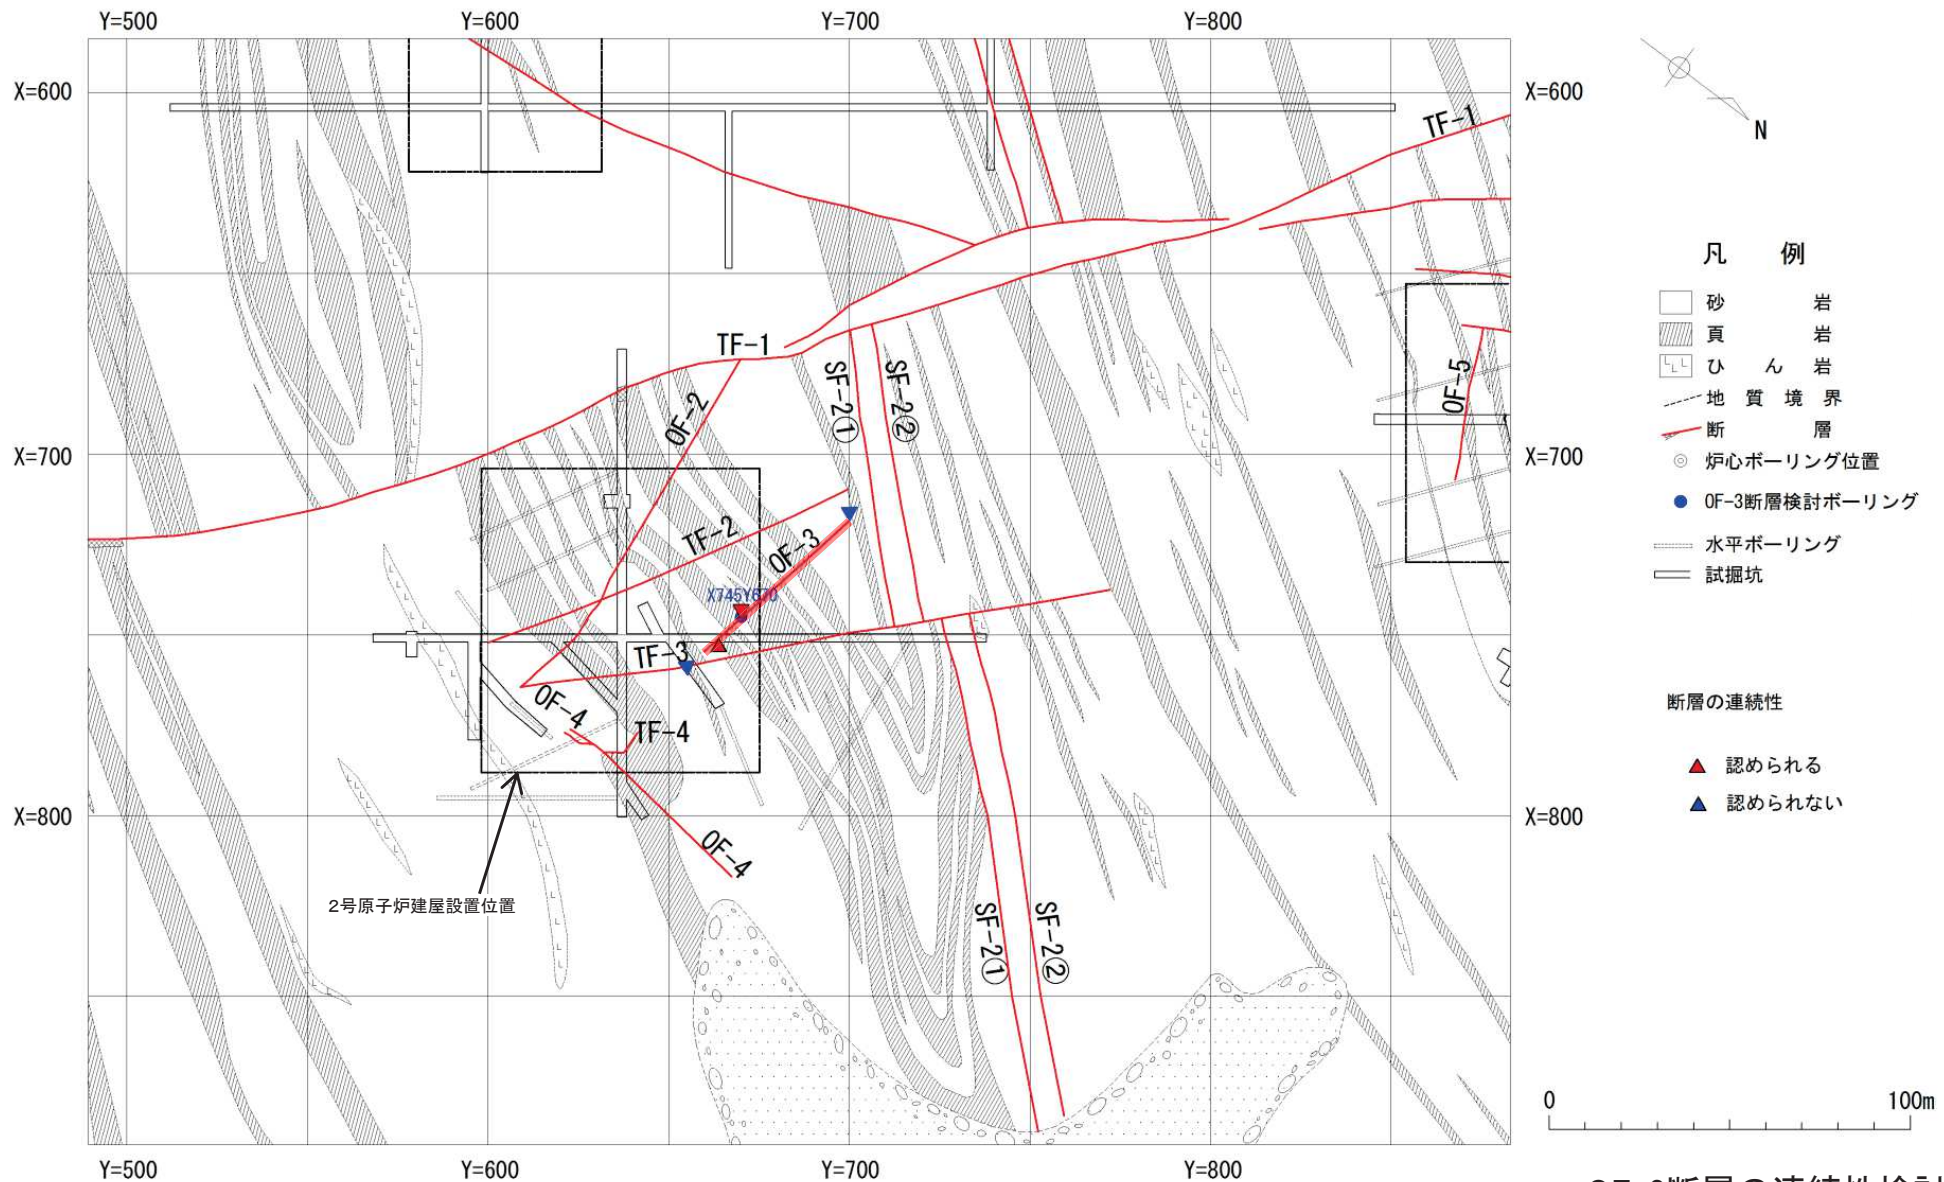 Y=500 Y=600 Y=700 Y=800
X=600 X=600
TF-1
N
凡 例
砂 岩
頁 岩
ひ ん 岩
地 質 境 界
断 層
炉心ボーリング位置
OF-3断層検討ボーリング
水平ボーリング
試掘坑
TF-1
SF-2①
SF-2②
OF-2
OF-5
X=700 X=700
TF-2
OF-3
X745Y670
TF-3
OF-4
TF-4
断層の連続性
認められる
認められない
X=800 X=800
OF-4
2号原子炉建屋設置位置
SF-2①
SF-2②
0 100m
Y=500 Y=600 Y=700 Y=800